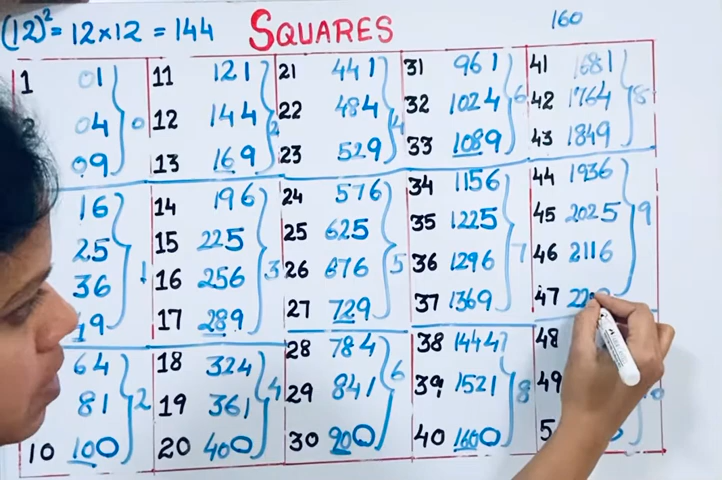 (12)² = 12×12 = 144 SQUARES 160
1 01 11 121 21 441 31 961 41 1681
04 12 144 22 484 32 1024 42 1764
09 13 169 23 529 33 1089 43 1849
0 2 4 6 8
16 14 196 24 576 34 1156 44 1936
25 15 225 25 625 35 1225 45 2025
36 16 256 26 676 36 1296 46 2116
49 17 289 27 729 37 1369 47
1 3 5 7 9
64 18 324 28 784 38 1444 48
81 19 361 29 841 39 1521 49
10 100 20 400 30 900 40 1600
2 4 6 8